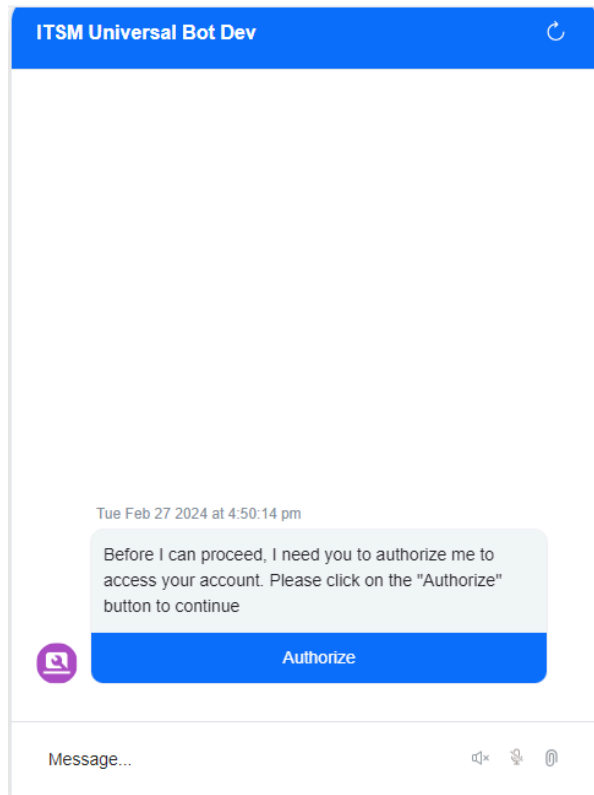 ITSM Universal Bot Dev
Tue Feb 27 2024 at 4:50:14 pm
Before I can proceed, I need you to authorize me to
access your account. Please click on the "Authorize"
button to continue
Authorize
Message...